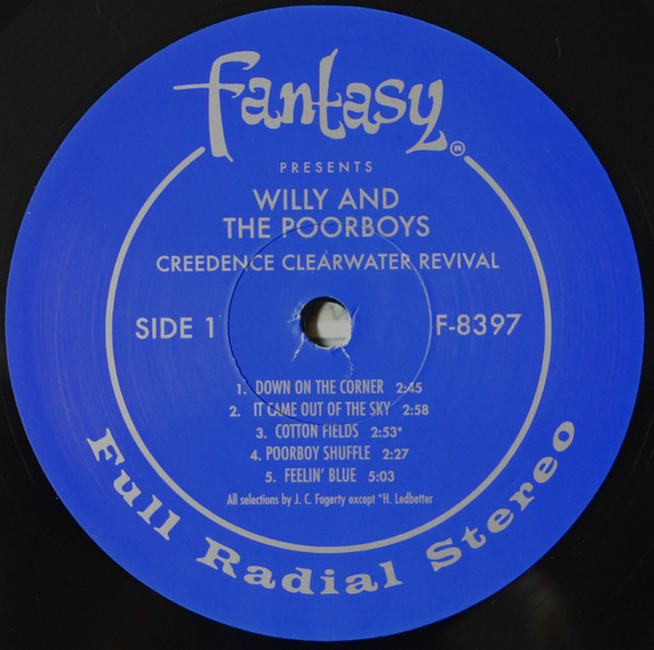 fantasy®
PRESENTS
WILLY AND
THE POORBOYS
CREEDENCE CLEARWATER REVIVAL
SIDE 1
F-8397
1. DOWN ON THE CORNER 2:45
2. IT CAME OUT OF THE SKY 2:58
3. COTTON FIELDS 2:53*
4. POORBOY SHUFFLE 2:27
5. FEELIN' BLUE 5:03
All selections by J. C. Fogerty except *H. Ledbetter
Full Radial Stereo